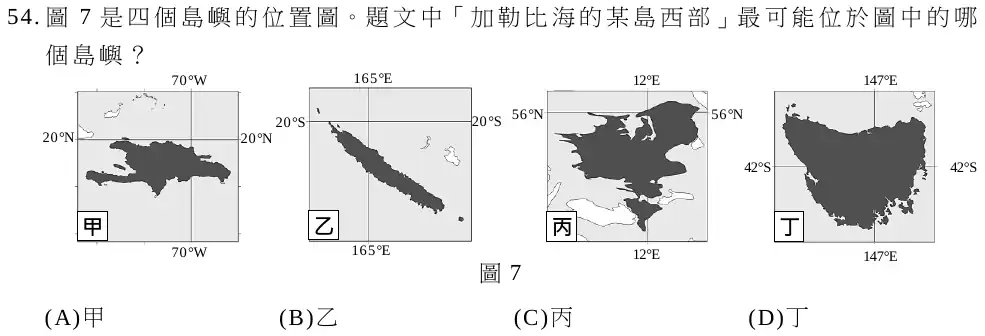 54.圖 7 是四個島嶼的位置圖。題文中「加勒比海的某島西部」最可能位於圖中的哪
個島嶼？
70°W
20°N
20°N
甲
70°W
165°E
20°S
20°S
乙
165°E
12°E
56°N
56°N
丙
12°E
147°E
42°S
42°S
丁
147°E
圖 7
(A)甲 (B)乙 (C)丙 (D)丁